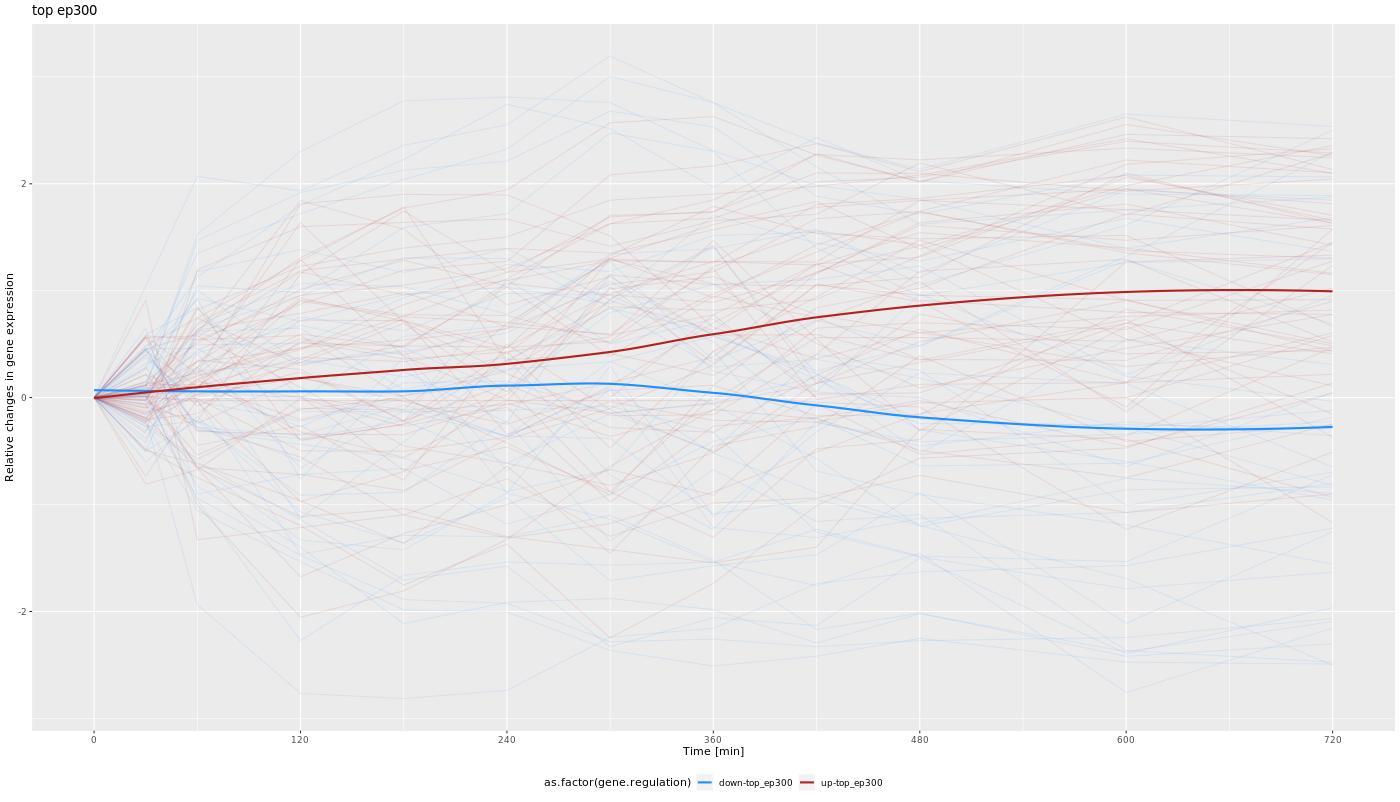 top ep300
Relative changes in gene expression
2
0
-2
0 120 240 360 480 600 720
Time [min]
as.factor(gene.regulation) down-top_ep300 up-top_ep300